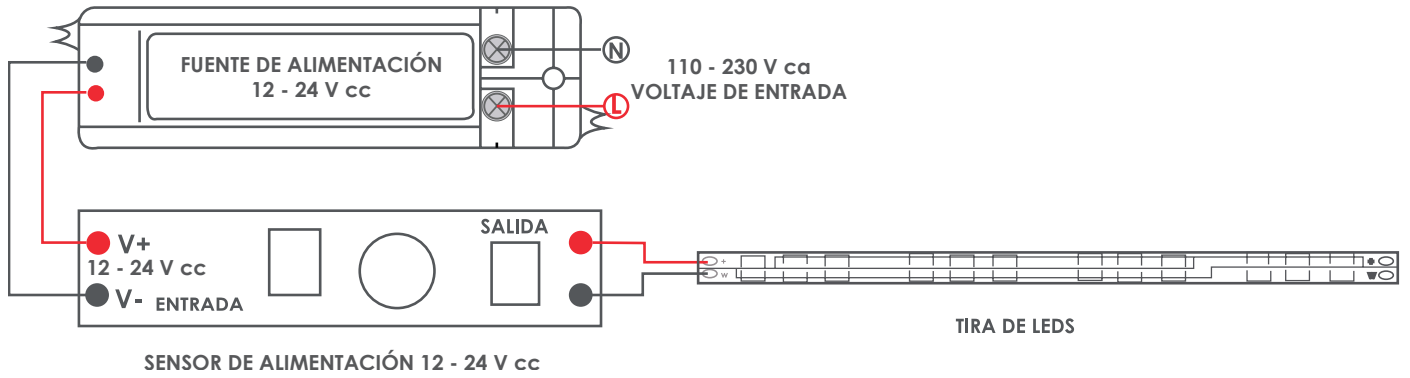 FUENTE DE ALIMENTACIÓN
12 - 24 V cc
N
L
110 - 230 V ca
VOLTAJE DE ENTRADA
V+
12 - 24 V cc
V- ENTRADA
SALIDA
+
W
TIRA DE LEDS
SENSOR DE ALIMENTACIÓN 12 - 24 V cc